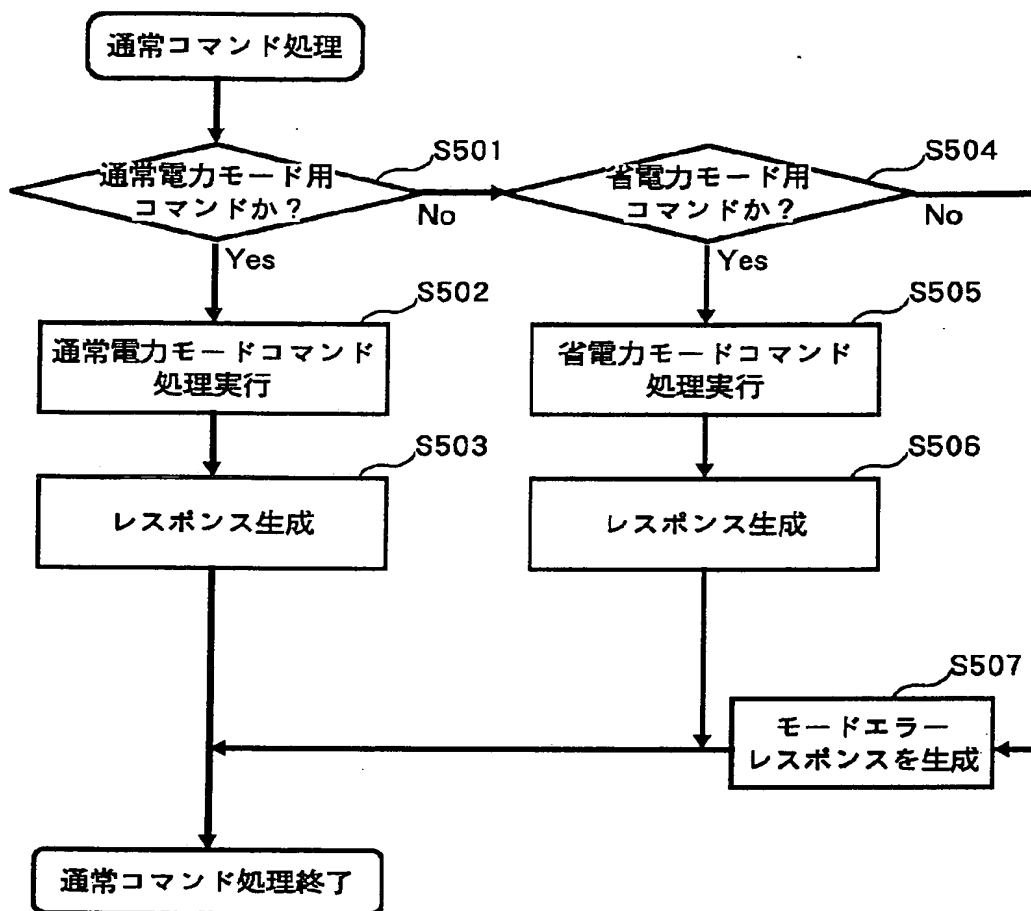 通常コマンド処理
S501
通常電力モード用
コマンドか？
No
Yes
S502
通常電力モードコマンド
処理実行
S503
レスポンス生成
S504
省電力モード用
コマンドか？
No
Yes
S505
省電力モードコマンド
処理実行
S506
レスポンス生成
S507
モードエラー
レスポンスを生成
通常コマンド処理終了